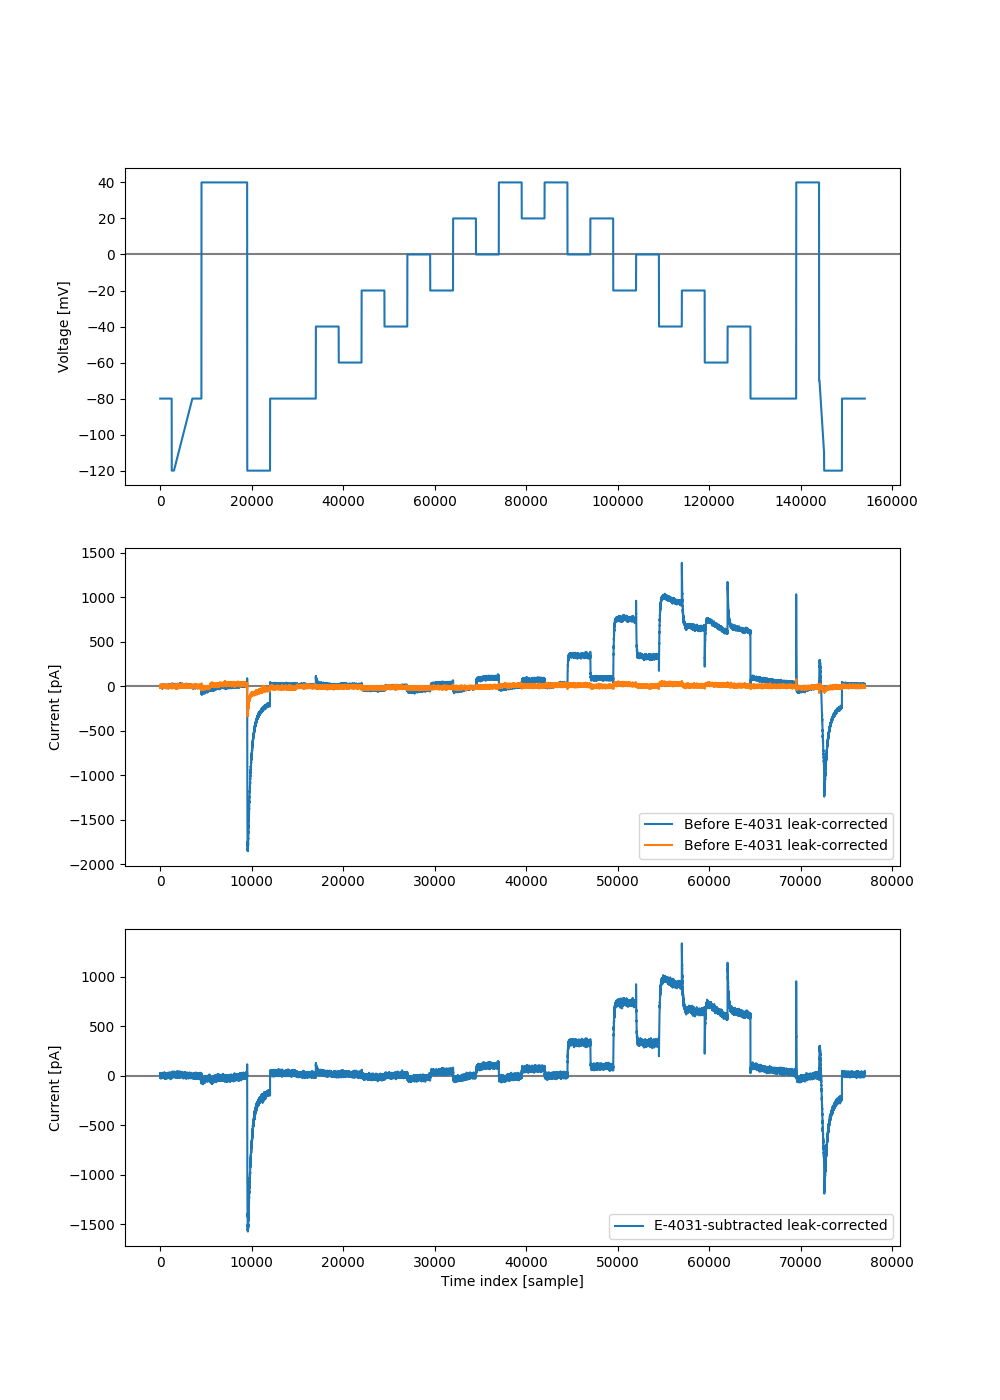 40
20
0
−20
−40
−60
−80
−100
−120
Voltage [mV]
0 20000 40000 60000 80000 100000 120000 140000 160000
1500
1000
500
0
−500
−1000
−1500
−2000
Current [pA]
Before E-4031 leak-corrected
Before E-4031 leak-corrected
0 10000 20000 30000 40000 50000 60000 70000 80000
1000
500
0
−500
−1000
−1500
Current [pA]
E-4031-subtracted leak-corrected
0 10000 20000 30000 40000 50000 60000 70000 80000
Time index [sample]